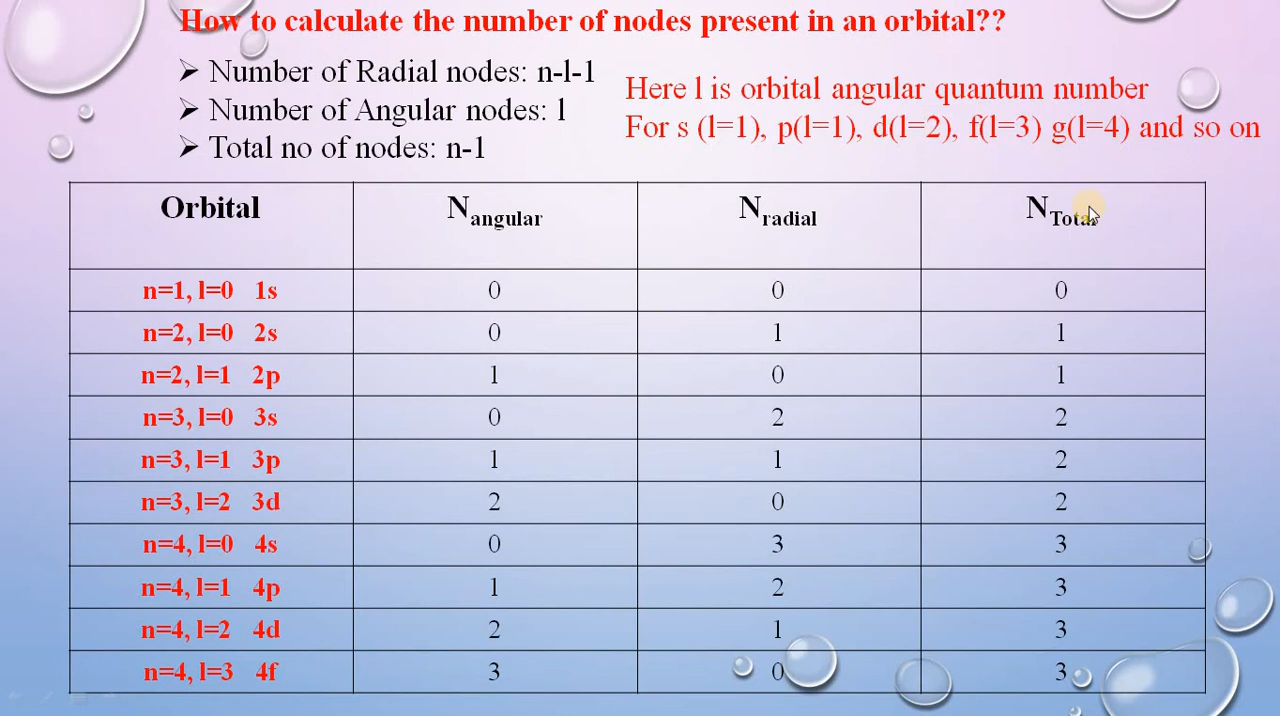 How to calculate the number of nodes present in an orbital??
➢ Number of Radial nodes: n-l-1
➢ Number of Angular nodes: l
➢ Total no of nodes: n-1
Here l is orbital angular quantum number
For s (l=1), p(l=1), d(l=2), f(l=3) g(l=4) and so on
Orbital Nangular Nradial NTotal
n=1, l=0 1s 0 0 0
n=2, l=0 2s 0 1 1
n=2, l=1 2p 1 0 1
n=3, l=0 3s 0 2 2
n=3, l=1 3p 1 1 2
n=3, l=2 3d 2 0 2
n=4, l=0 4s 0 3 3
n=4, l=1 4p 1 2 3
n=4, l=2 4d 2 1 3
n=4, l=3 4f 3 0 3